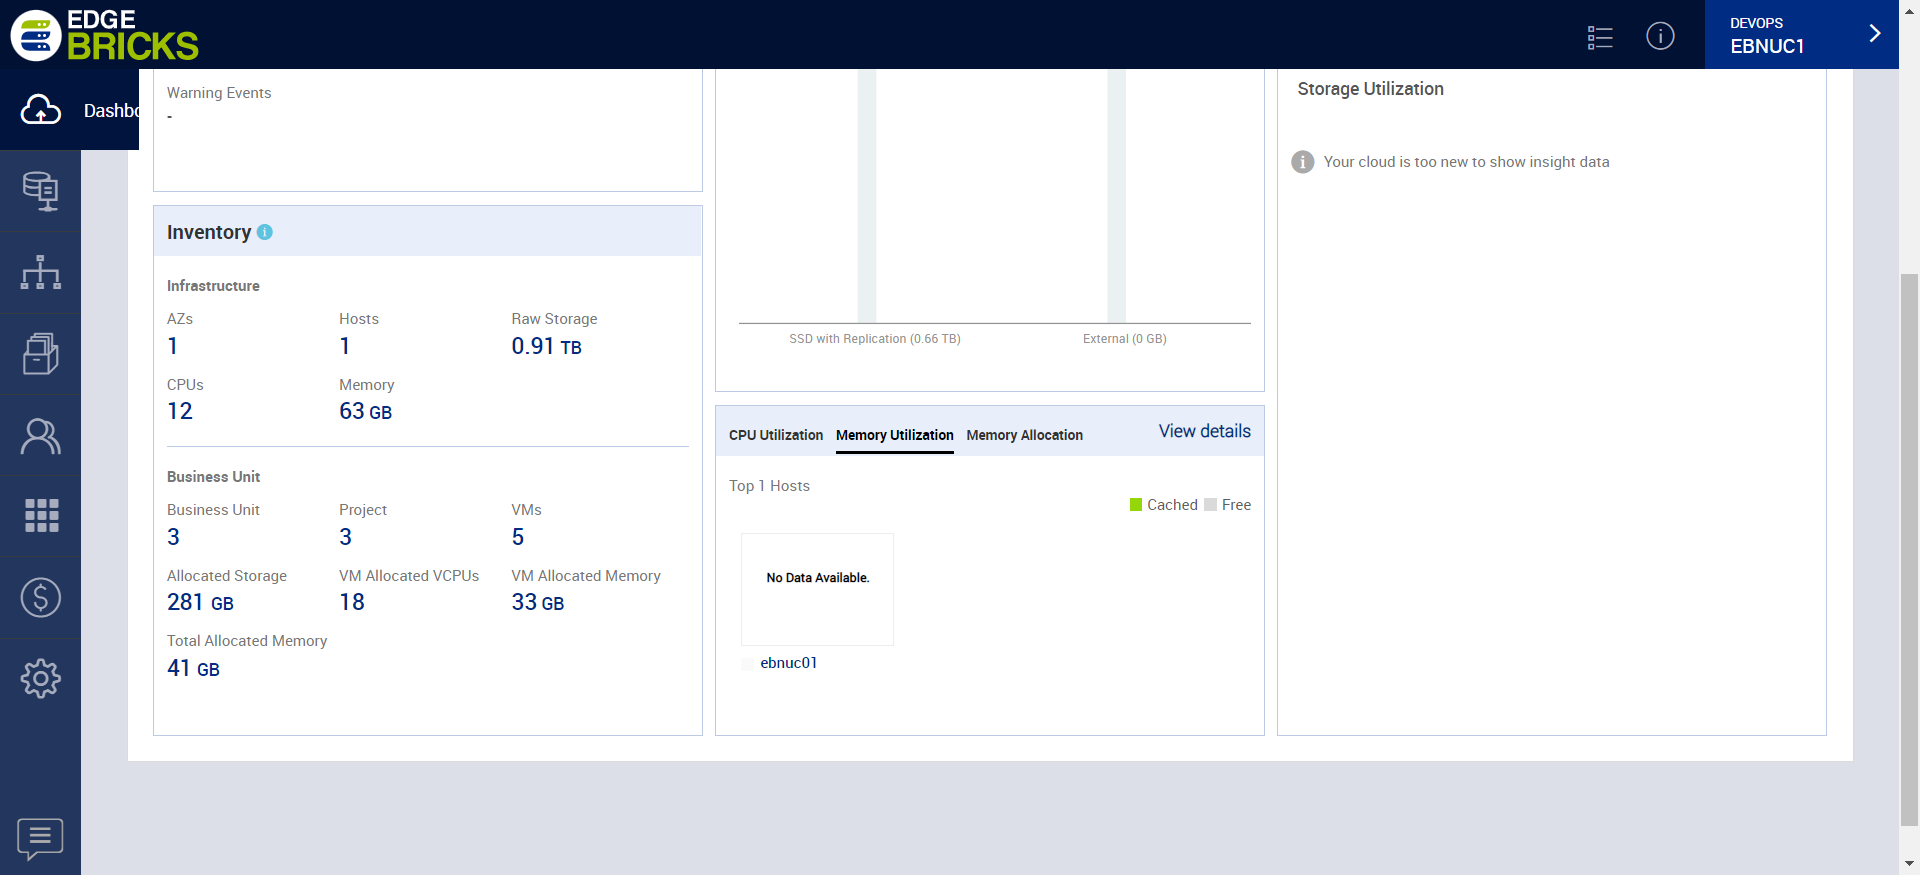 EDGE
BRICKS
DEVOPS
EBNUC1
Dashbo
Warning Events
-
Inventory i
Infrastructure
AZs Hosts Raw Storage
1 1 0.91 TB
CPUs Memory
12 63 GB
Business Unit
Business Unit Project VMs
3 3 5
Allocated Storage VM Allocated VCPUs VM Allocated Memory
281 GB 18 33 GB
Total Allocated Memory
41 GB
SSD with Replication (0.66 TB) External (0 GB)
CPU Utilization Memory Utilization Memory Allocation View details
Top 1 Hosts
Cached Free
No Data Available.
ebnuc01
Storage Utilization
i Your cloud is too new to show insight data